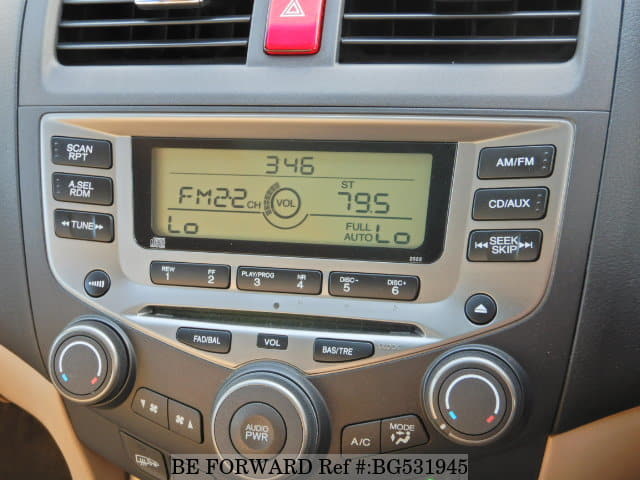 346
SCAN
RPT
AM/FM
A.SEL
RDM
FM22 CH
VOL
ST
79.5
CD/AUX
TUNE
Lo
FULL
AUTO Lo
SEEK
SKIP
REW
1
FF
2
PLAY/PROG
3
NR
4
DISC-
5
DISC+
6
FAD/BAL
VOL
BAS/TRE
AUDIO
PWR
A/C
MODE
BE FORWARD Ref #:BG531945